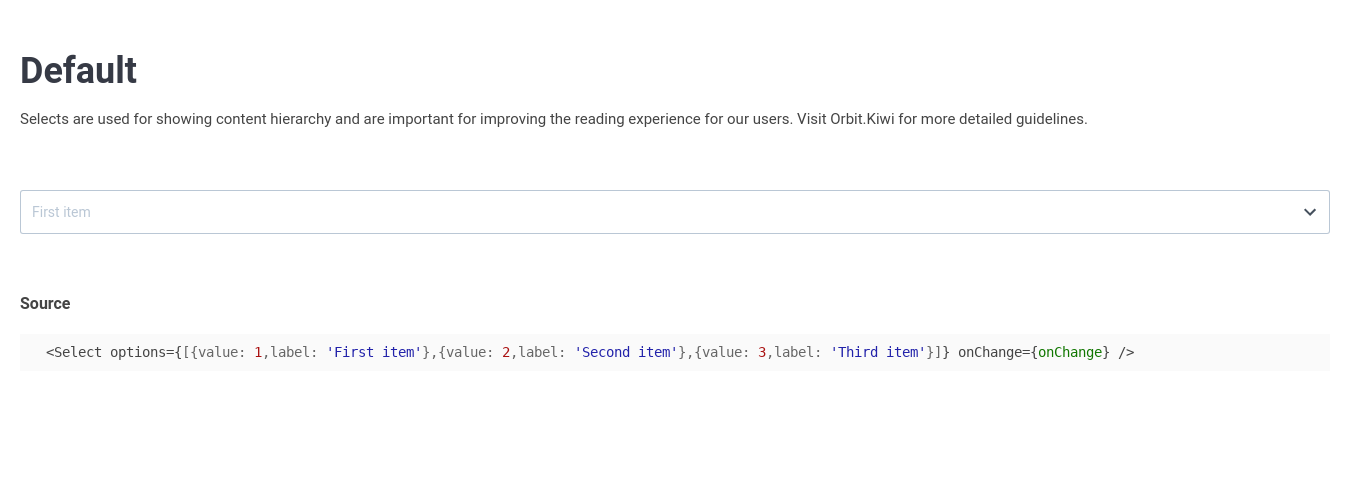 Default
Selects are used for showing content hierarchy and are important for improving the reading experience for our users. Visit Orbit.Kiwi for more detailed guidelines.
First item
Source
<Select options={[{value: 1,label: 'First item'},{value: 2,label: 'Second item'},{value: 3,label: 'Third item'}]} onChange={onChange} />